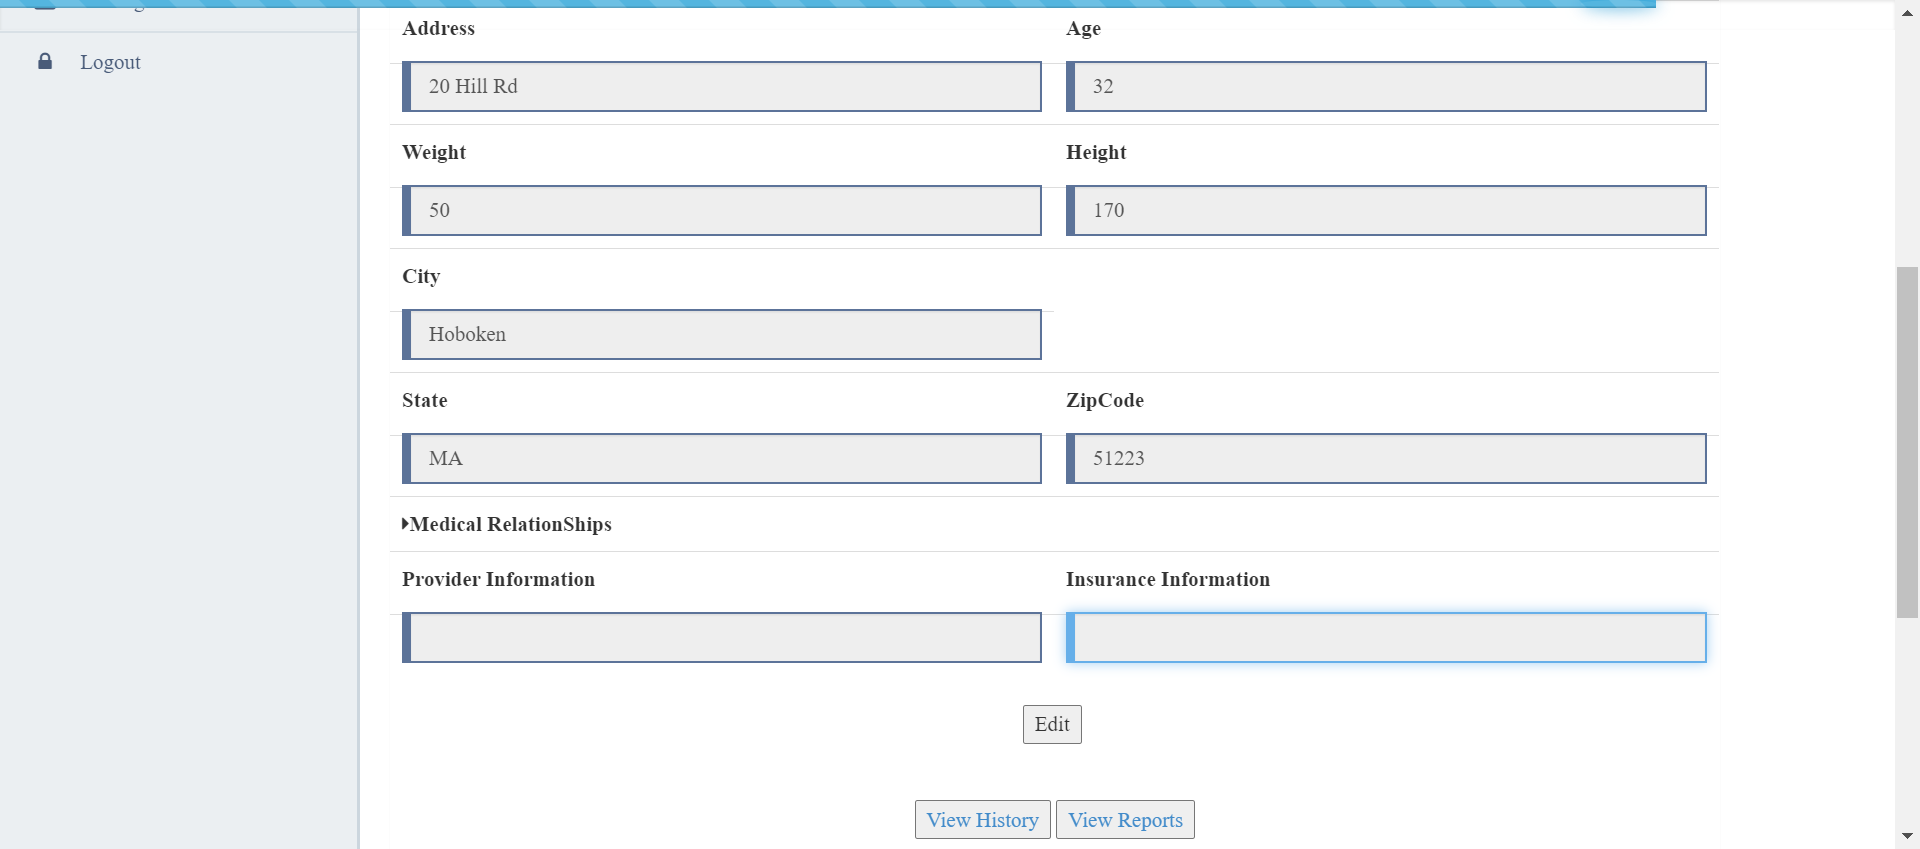 Logout
Address Age
20 Hill Rd 32
Weight Height
50 170
City
Hoboken
State ZipCode
MA 51223
Medical RelationShips
Provider Information Insurance Information
Edit
View History View Reports